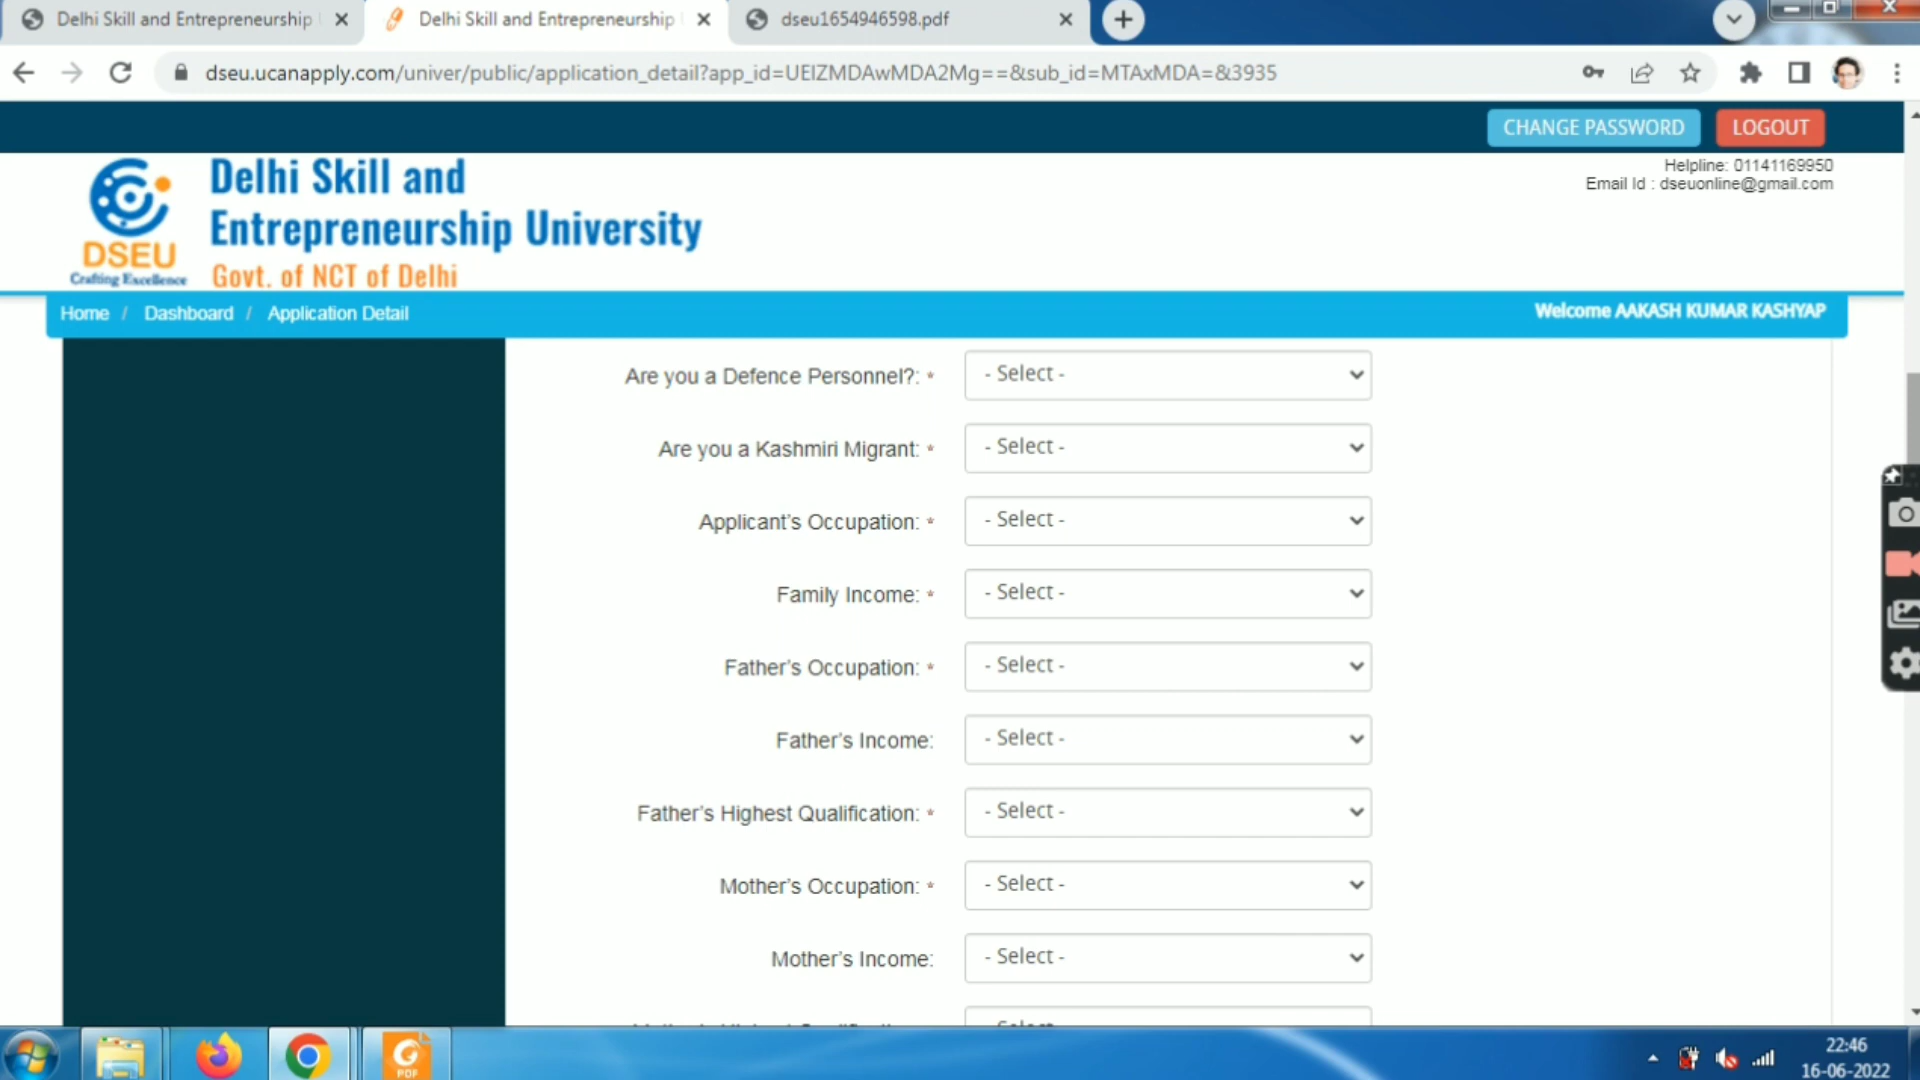 Delhi Skill and Entrepreneurship
Delhi Skill and Entrepreneurship
dseu1654946598.pdf
dseu.ucanapply.com/univer/public/application_detail?app_id=UEIZMDAwMDA2Mg==&sub_id=MTAxMDA=&3935
CHANGE PASSWORD
LOGOUT
Helpline: 01141169950
Email Id : dseuonline@gmail.com
DSEU
Crafting Excellence
Delhi Skill and
Entrepreneurship University
Govt. of NCT of Delhi
Home / Dashboard / Application Detail
Welcome AAKASH KUMAR KASHYAP
Are you a Defence Personnel?: * - Select -
Are you a Kashmiri Migrant: * - Select -
Applicant's Occupation: * - Select -
Family Income: * - Select -
Father's Occupation: * - Select -
Father's Income: - Select -
Father's Highest Qualification: * - Select -
Mother's Occupation: * - Select -
Mother's Income: - Select -
PDF
22:46
16-06-2022